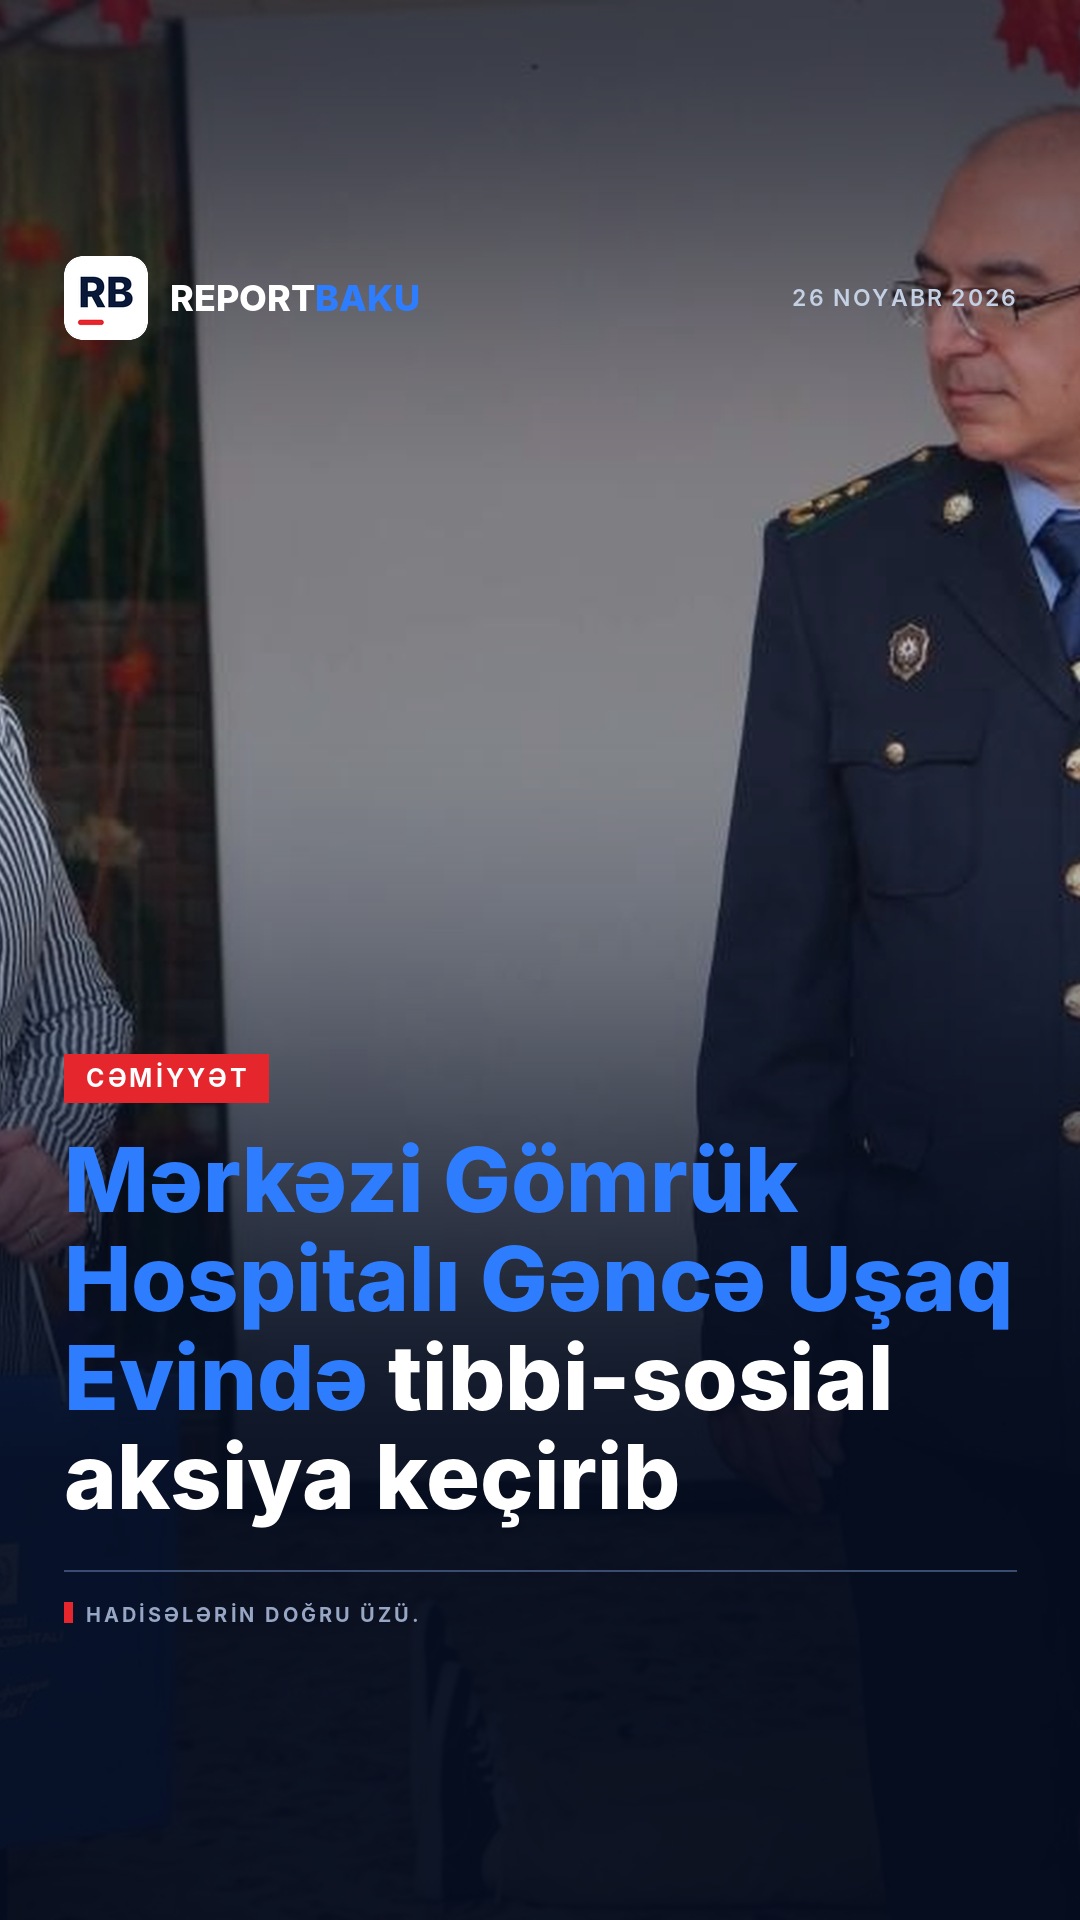 RB
REPORTBAKU
26 NOYABR 2026
CƏMİYYƏT
Mərkəzi Gömrük
Hospitalı Gəncə Uşaq
Evində tibbi-sosial
aksiya keçirib
HADİSƏLƏRİN DOĞRU ÜZÜ.